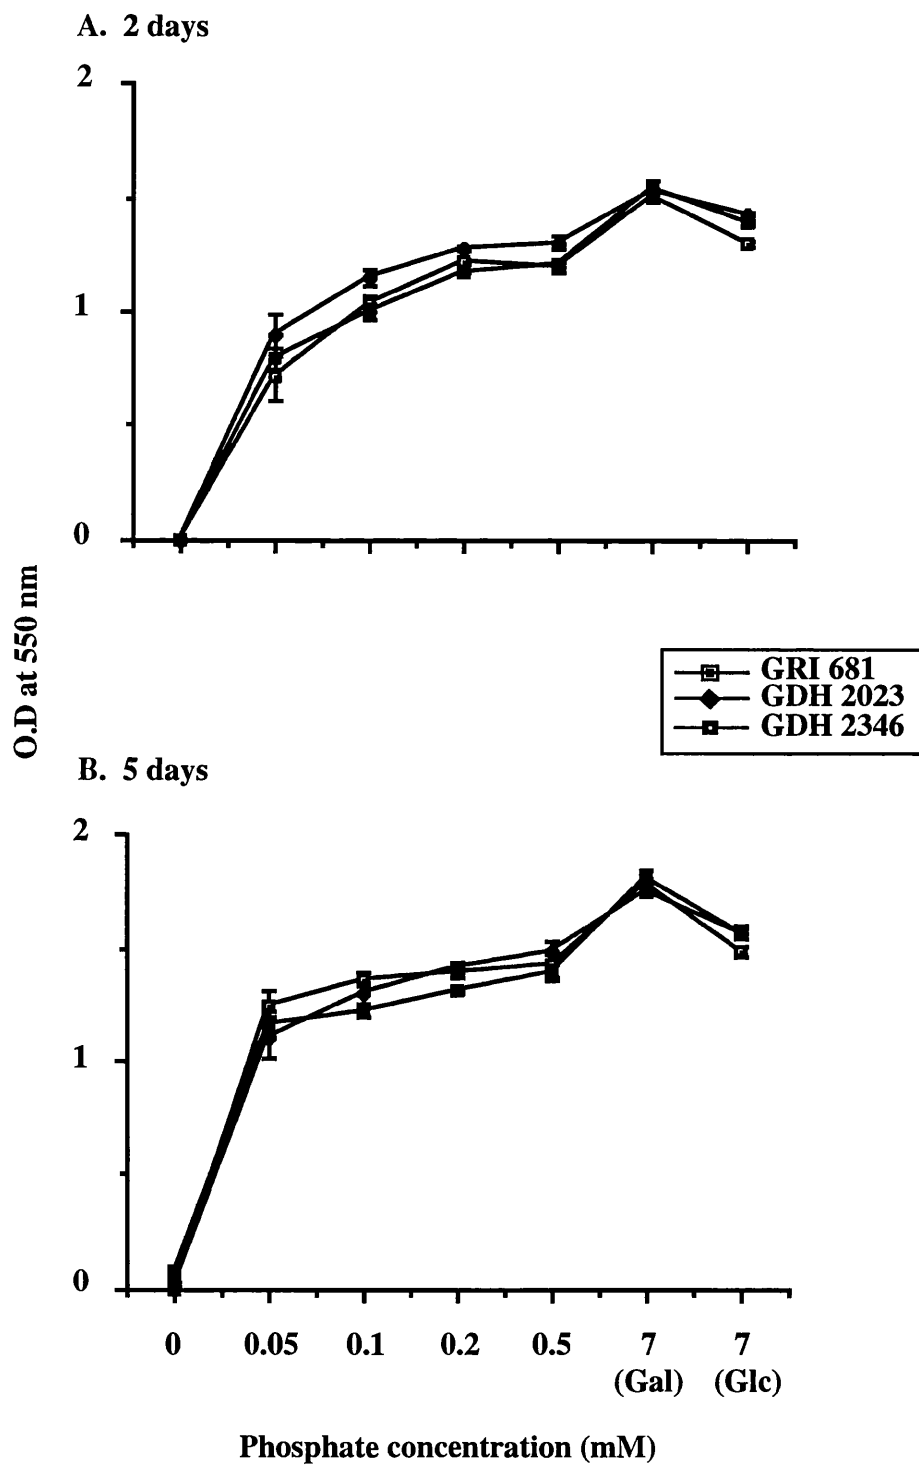 A. 2 days
2
1
0
O.D at 550 nm
GRI 681
GDH 2023
GDH 2346
B. 5 days
2
1
0
0 0.05 0.1 0.2 0.5 7 7
(Gal) (Glc)
Phosphate concentration (mM)